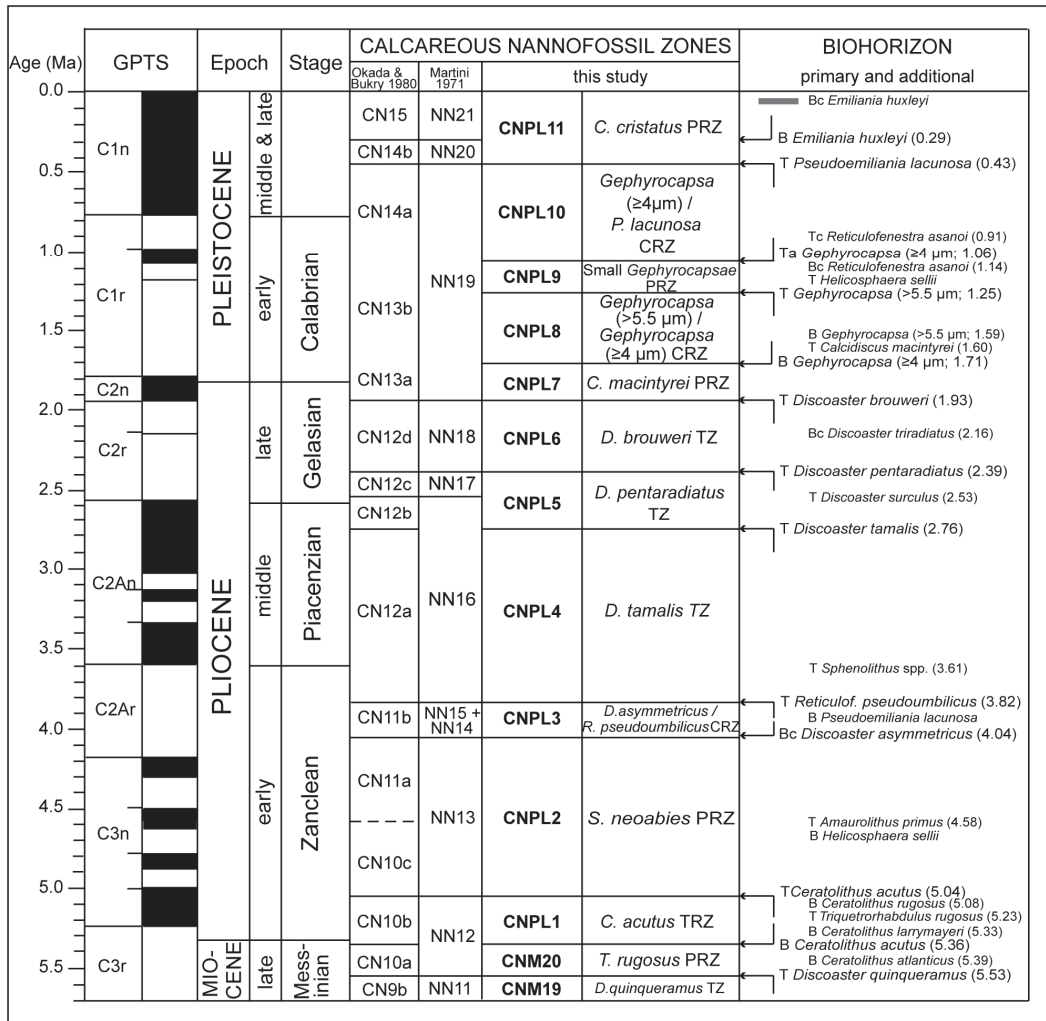 CALCAREOUS NANNOFOSSIL ZONES
BIOHORIZON
Age (Ma)
GPTS
Epoch
Stage
Okada &
Bukry 1980
Martini
1971
this study
primary and additional
0.0
0.5
1.0
1.5
2.0
2.5
3.0
3.5
4.0
4.5
5.0
5.5
C1n
C1r
C2n
C2r
C2An
C2Ar
C3n
C3r
PLEISTOCENE
PLIOCENE
MIO-
CENE
middle & late
early
late
middle
early
late
Calabrian
Gelasian
Piacenzian
Zanclean
Mess-
inian
CN15
CN14b
CN14a
CN13b
CN13a
CN12d
CN12c
CN12b
CN12a
CN11b
CN11a
CN10c
CN10b
CN10a
CN9b
NN21
NN20
NN19
NN18
NN17
NN16
NN15 +
NN14
NN13
NN12
NN11
CNPL11
CNPL10
CNPL9
CNPL8
CNPL7
CNPL6
CNPL5
CNPL4
CNPL3
CNPL2
CNPL1
CNM20
CNM19
C. cristatus PRZ
Gephyrocapsa
(≥4µm) /
P. lacunosa
CRZ
Small Gephyrocapsae
PRZ
Gephyrocapsa
(>5.5 µm) /
Gephyrocapsa
(≥4 µm) CRZ
C. macintyrei PRZ
D. brouweri TZ
D. pentaradiatus
TZ
D. tamalis TZ
D.asymmetricus /
R. pseudoumbilicusCRZ
S. neoabies PRZ
C. acutus TRZ
T. rugosus PRZ
D.quinqueramus TZ
Bc Emiliania huxleyi
B Emiliania huxleyi (0.29)
T Pseudoemiliania lacunosa (0.43)
Tc Reticulofenestra asanoi (0.91)
Ta Gephyrocapsa (≥4 µm; 1.06)
Bc Reticulofenestra asanoi (1.14)
T Helicosphaera sellii
T Gephyrocapsa (>5.5 µm; 1.25)
B Gephyrocapsa (>5.5 µm; 1.59)
T Calcidiscus macintyrei (1.60)
B Gephyrocapsa (≥4 µm; 1.71)
T Discoaster brouweri (1.93)
Bc Discoaster triradiatus (2.16)
T Discoaster pentaradiatus (2.39)
T Discoaster surculus (2.53)
T Discoaster tamalis (2.76)
T Sphenolithus spp. (3.61)
T Reticulof. pseudoumbilicus (3.82)
B Pseudoemiliania lacunosa
Bc Discoaster asymmetricus (4.04)
T Amaurolithus primus (4.58)
B Helicosphaera sellii
TCeratolithus acutus (5.04)
B Ceratolithus rugosus (5.08)
T Triquetrorhabdulus rugosus (5.23)
B Ceratolithus larrymayeri (5.33)
B Ceratolithus acutus (5.36)
B Ceratolithus atlanticus (5.39)
T Discoaster quinqueramus (5.53)